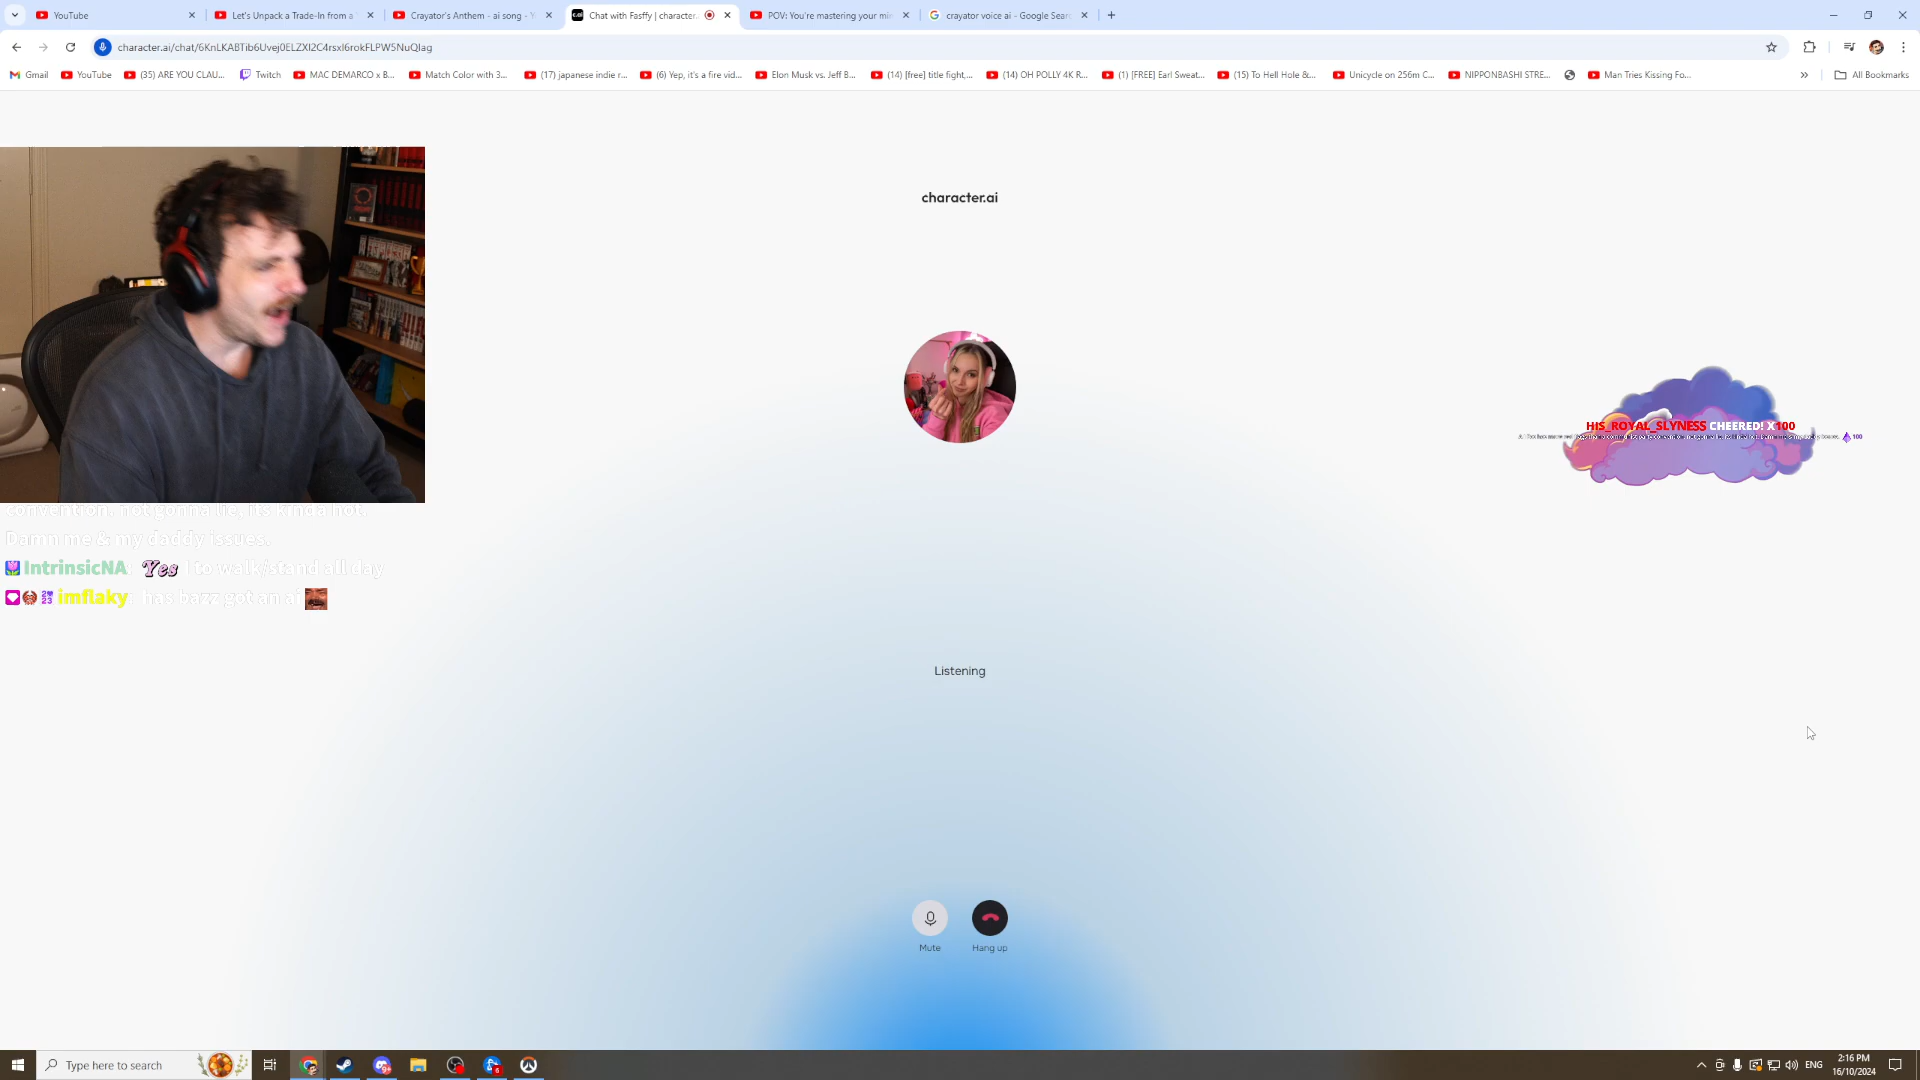 YouTube
Let's Unpack a Trade-In from a
Crayator's Anthem - ai song - Y
c.ai
Chat with Fasffy | character.
POV: You're mastering your mi
crayator voice ai - Google Sear
character.ai/chat/6KnLKABTib6Uvej0ELZXI2C4rsxl6rokFLPW5NuQIag
Gmail
YouTube
(35) ARE YOU CLAU...
Twitch
MAC DEMARCO x B...
Match Color with 3...
(17) japanese indie r...
(6) Yep, it's a fire vid...
Elon Musk vs. Jeff B...
(14) [free] title fight,...
(14) OH POLLY 4K R...
(1) [FREE] Earl Sweat...
(15) To Hell Hole &...
Unicycle on 256m C...
NIPPONBASHI STRE...
Man Tries Kissing Fo...
»
All Bookmarks
character.ai
HIS_ROYAL_SLYNESS CHEERED! X100
100
convention, not gonna lie, its kinda hot.
Damn me & my daddy issues.
IntrinsicNA: Yes I to walk/stand all day
imflaky: has bazz got an ai
Listening
Mute
Hang up
Type here to search
ENG
2:16 PM
16/10/2024